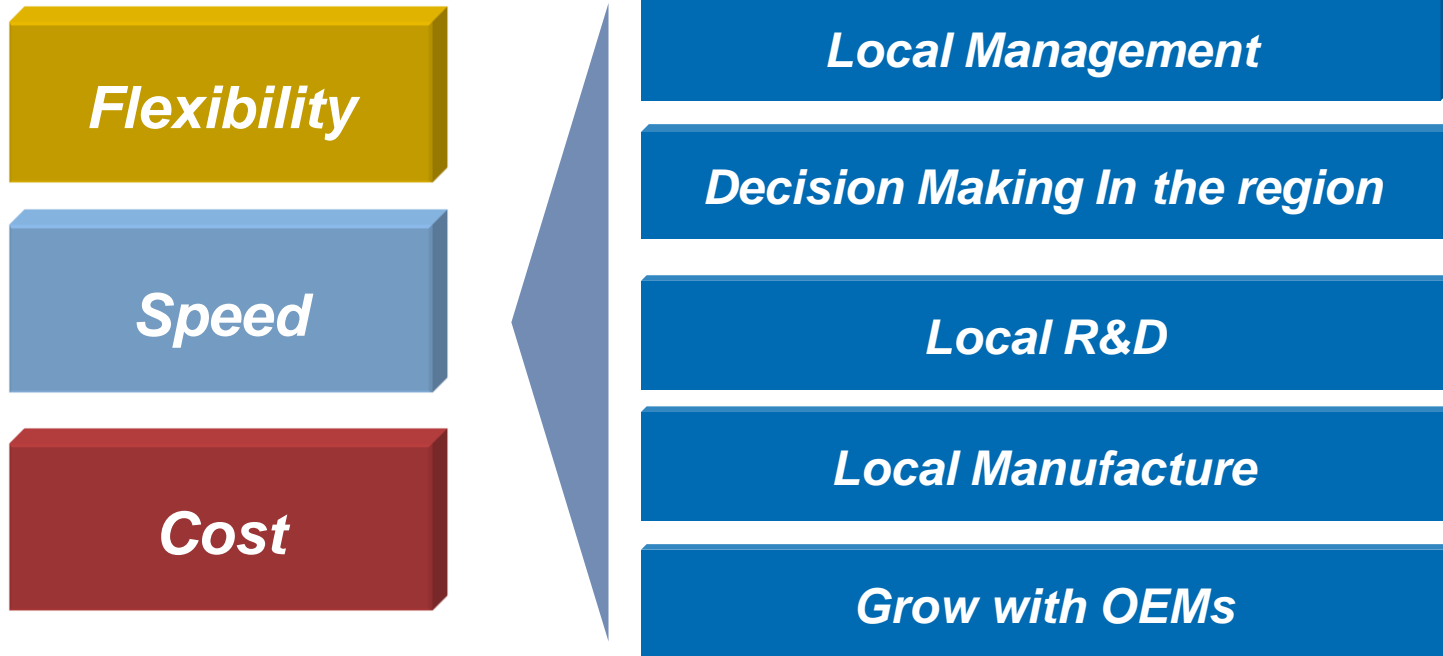 Flexibility
Speed
Cost
Local Management
Decision Making In the region
Local R&D
Local Manufacture
Grow with OEMs